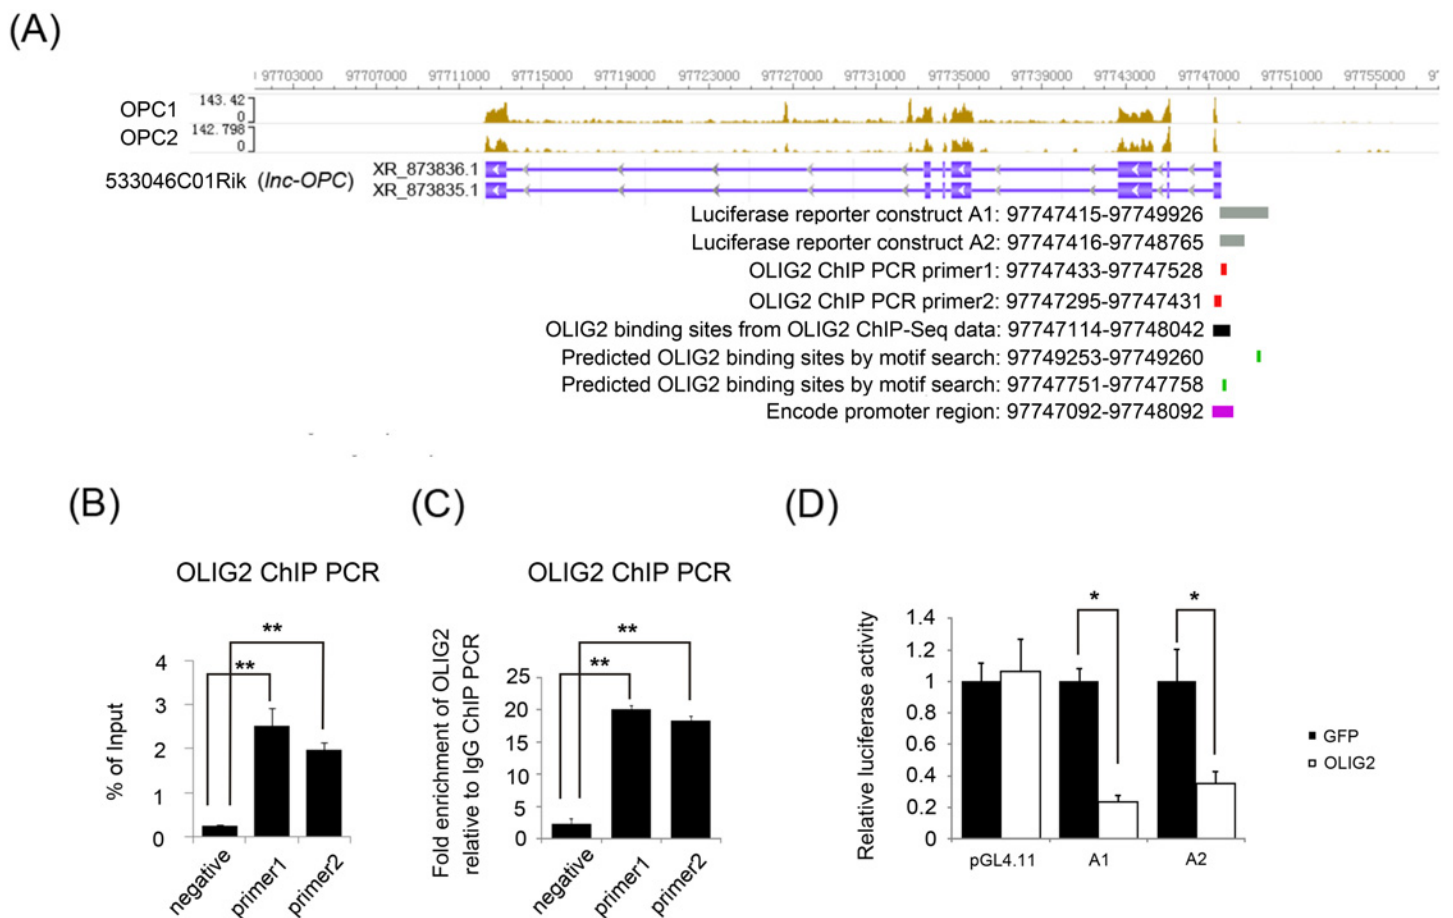 (A)
97703000 97707000 97711000 97715000 97719000 97723000 97727000 97731000 97735000 97739000 97743000 97747000 97751000 97755000 97
OPC1 143.42 0
OPC2 142.798 0
XR_873836.1
533046C01Rik (lnc-OPC)
XR_873835.1
Luciferase reporter construct A1: 97747415-97749926
Luciferase reporter construct A2: 97747416-97748765
OLIG2 ChIP PCR primer1: 97747433-97747528
OLIG2 ChIP PCR primer2: 97747295-97747431
OLIG2 binding sites from OLIG2 ChIP-Seq data: 97747114-97748042
Predicted OLIG2 binding sites by motif search: 97749253-97749260
Predicted OLIG2 binding sites by motif search: 97747751-97747758
Encode promoter region: 97747092-97748092
(B)
OLIG2 ChIP PCR
% of Input
4
3
2
1
0
**
**
negative
primer1
primer2
(C)
OLIG2 ChIP PCR
Fold enrichment of OLIG2
relative to IgG ChIP PCR
25
20
15
10
5
0
**
**
negative
primer1
primer2
(D)
Relative luciferase activity
1.4
1.2
1
0.8
0.6
0.4
0.2
0
*
*
pGL4.11
A1
A2
GFP
OLIG2